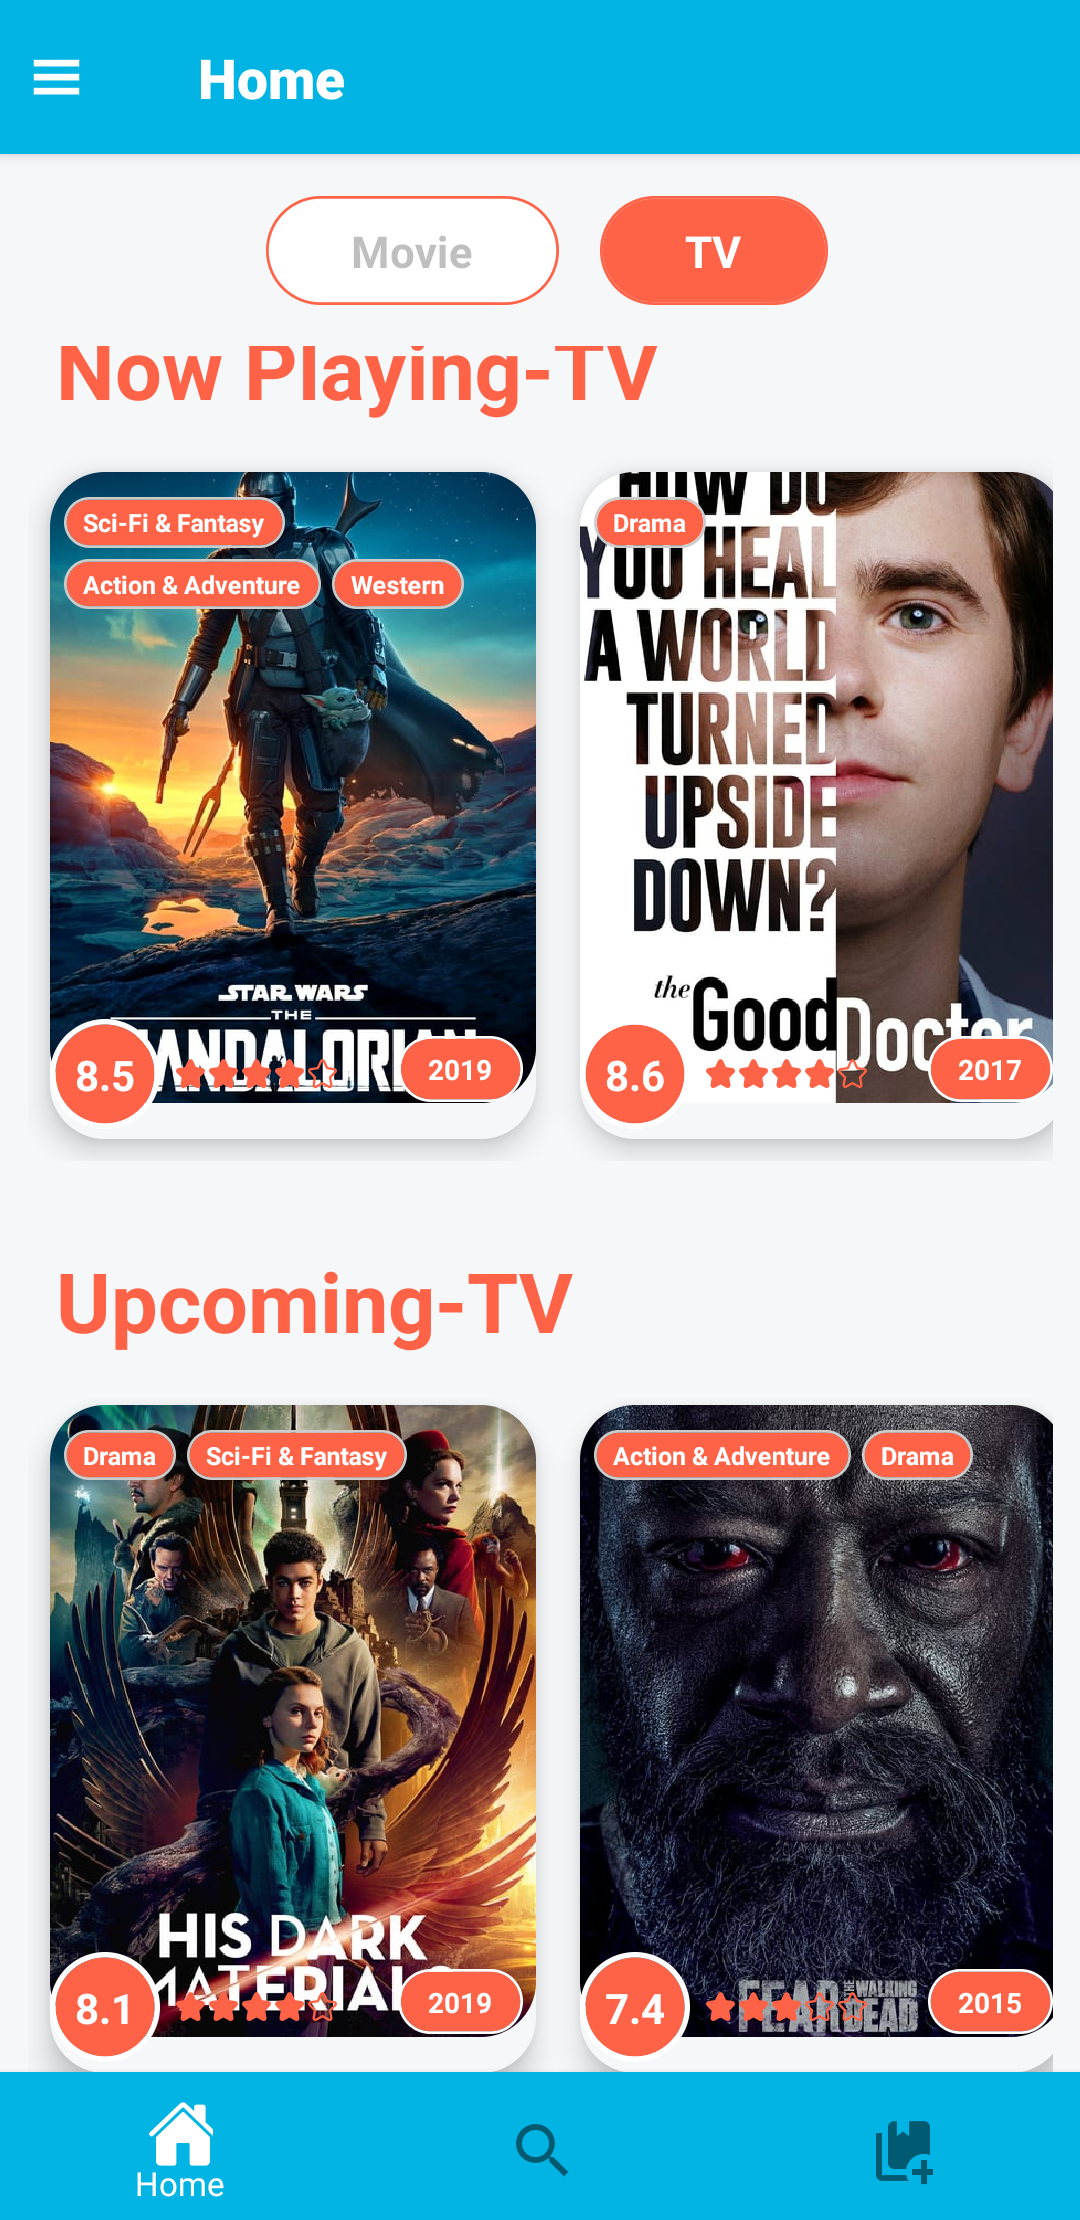 Home
Movie
TV
Now Playing-TV
Sci-Fi & Fantasy
Action & Adventure
Western
STAR WARS
THE
MANDALORIAN
8.5
2019
Drama
HOW DO
YOU HEAL
A WORLD
TURNED
UPSIDE
DOWN?
the Good Doctor
8.6
2017
Upcoming-TV
Drama
Sci-Fi & Fantasy
HIS DARK
MATERIALS
8.1
2019
Action & Adventure
Drama
FEAR THE WALKING DEAD
7.4
2015
Home